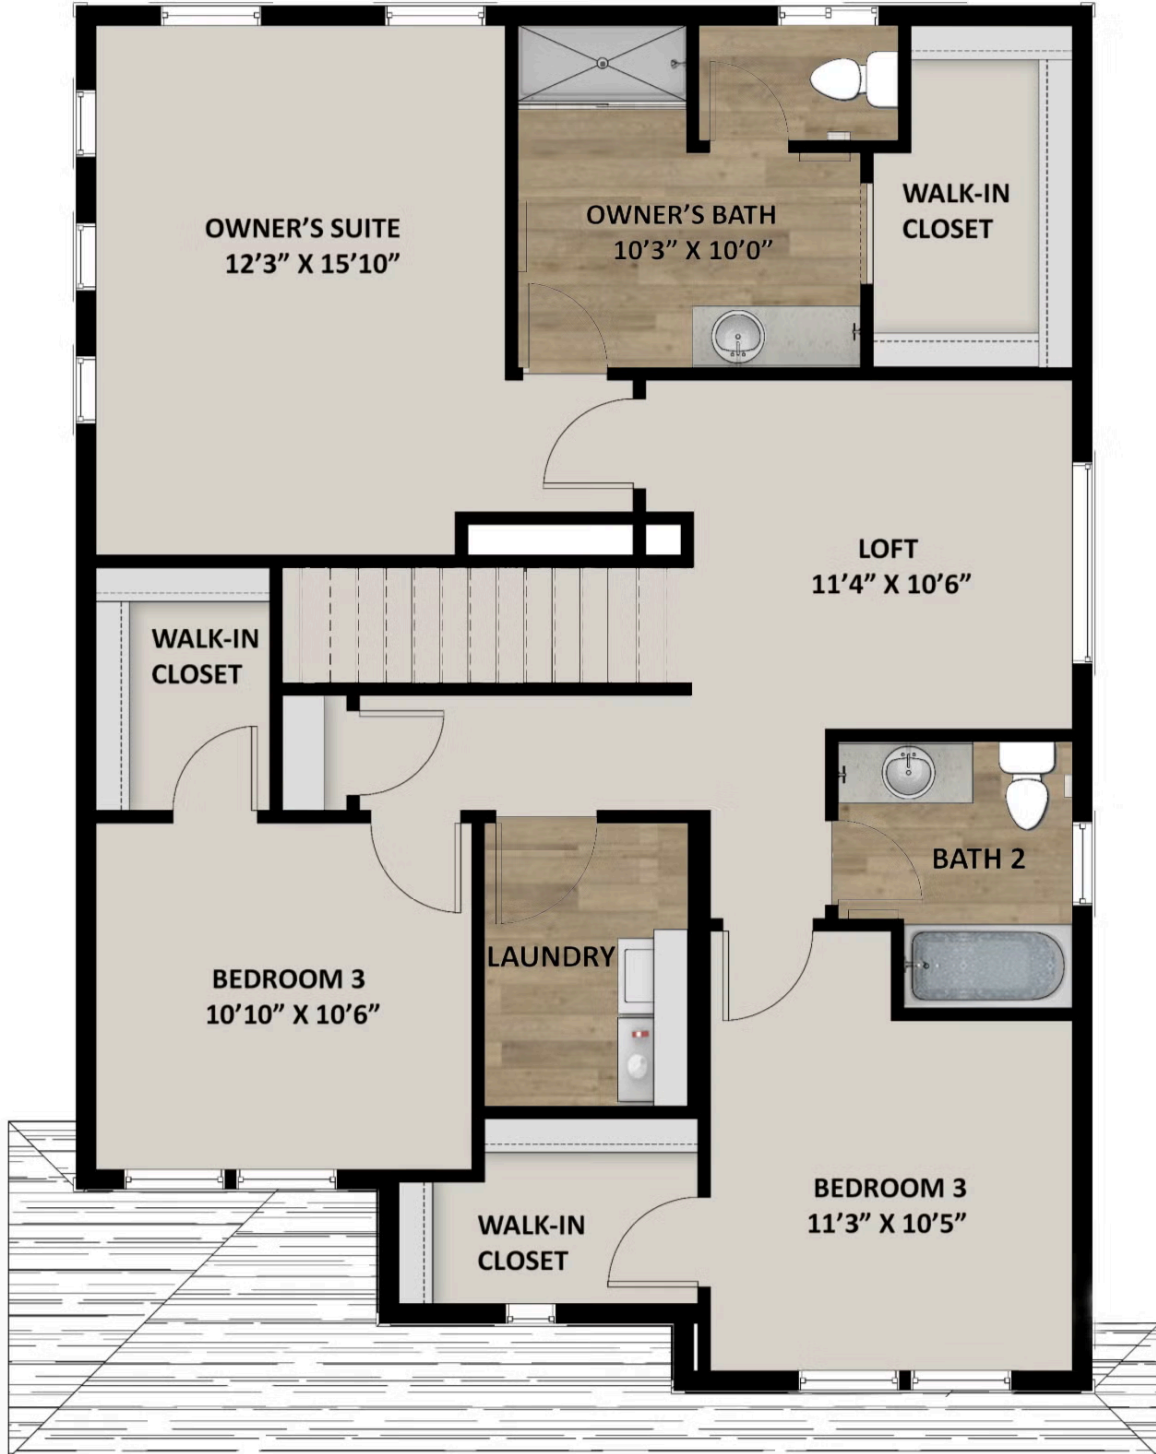 OWNER’S SUITE
12’3” X 15’10”
OWNER’S BATH
10’3” X 10’0”
WALK-IN
CLOSET
LOFT
11’4” X 10’6”
WALK-IN
CLOSET
BATH 2
LAUNDRY
BEDROOM 3
10’10” X 10’6”
BEDROOM 3
11’3” X 10’5”
WALK-IN
CLOSET